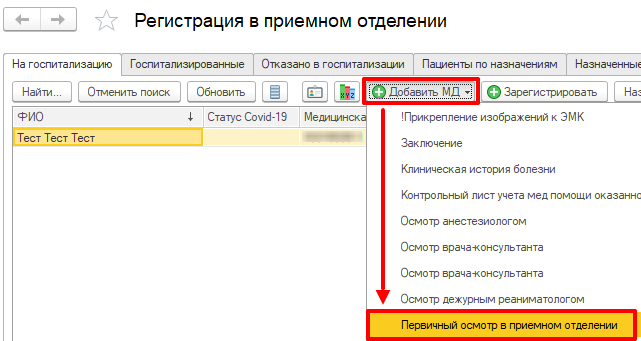 Регистрация в приемном отделении
На госпитализацию Госпитализированные Отказано в госпитализации Пациенты по назначениям Назначенные
Найти... Отменить поиск Обновить Добавить МД Зарегистрировать Наз
ФИО Статус Covid-19 Медицинска
Тест Тест Тест
!Прикрепление изображений к ЭМК
Заключение
Клиническая история болезни
Контрольный лист учета мед помощи оказанно
Осмотр анестезиологом
Осмотр врача-консультанта
Осмотр врача-консультанта
Осмотр дежурным реаниматологом
Первичный осмотр в приемном отделении